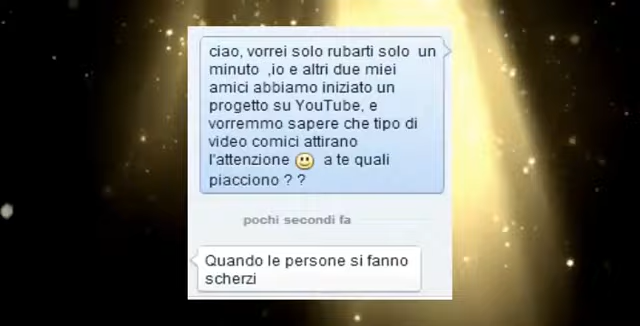 ciao, vorrei solo rubarti solo un
minuto ,io e altri due miei
amici abbiamo iniziato un
progetto su YouTube, e
vorremmo sapere che tipo di
video comici attirano
l'attenzione 🙂 a te quali
piacciono ? ?
pochi secondi fa
Quando le persone si fanno
scherzi